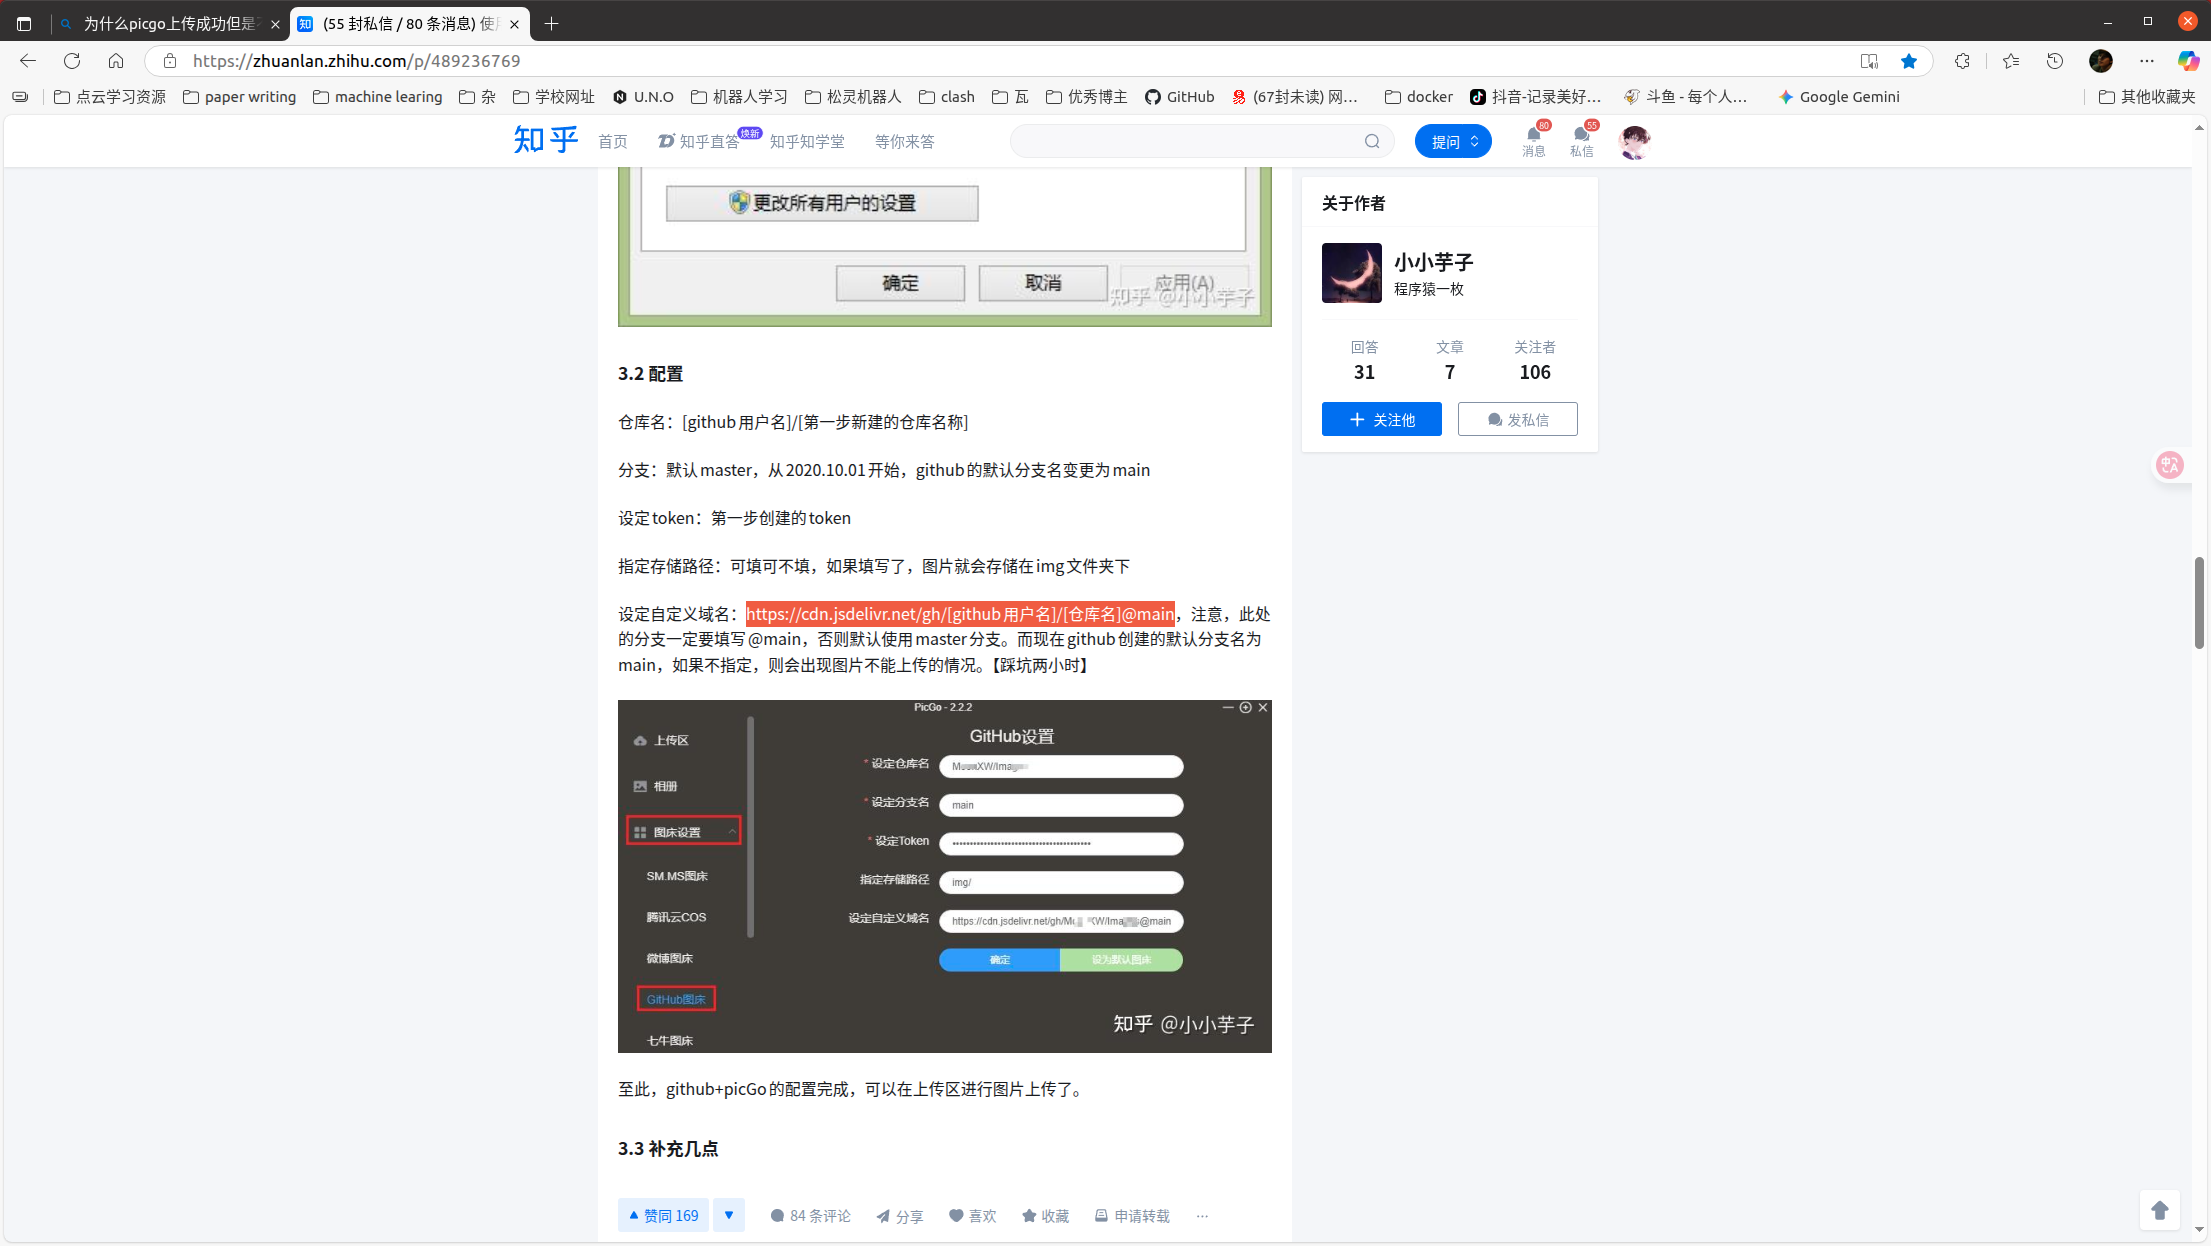 为什么picgo上传成功但是
(55 封私信 / 80 条消息) 使
https://zhuanlan.zhihu.com/p/489236769
点云学习资源 paper writing machine learing 杂 学校网址 U.N.O 机器人学习 松灵机器人 clash 瓦 优秀博主 GitHub (67封未读) 网... docker 抖音-记录美好... 斗鱼 - 每个人... Google Gemini 其他收藏夹
知乎 首页 知乎直答 焕新 知乎知学堂 等你来答 提问 80 消息 55 私信
更改所有用户的设置
确定 取消 应用(A)
知乎 @小小芋子
关于作者
小小芋子
程序猿一枚
回答 文章 关注者
31 7 106
关注他 发私信
3.2 配置
仓库名：[github用户名]/[第一步新建的仓库名称]
分支：默认master，从2020.10.01开始，github的默认分支名变更为main
设定token：第一步创建的token
指定存储路径：可填可不填，如果填写了，图片就会存储在img文件夹下
设定自定义域名：https://cdn.jsdelivr.net/gh/[github用户名]/[仓库名]@main，注意，此处
的分支一定要填写@main，否则默认使用master分支。而现在github创建的默认分支名为
main，如果不指定，则会出现图片不能上传的情况。【踩坑两小时】
PicGo - 2.2.2
上传区
相册
图床设置
SM.MS图床
腾讯云COS
微博图床
GitHub图床
七牛图床
GitHub设置
* 设定仓库名
* 设定分支名 main
* 设定Token ••••••••••••••••••••••••••••••••••••••••
指定存储路径 img/
设定自定义域名 https://cdn.jsdelivr.net/gh/ @main
确定 设为默认图床
知乎 @小小芋子
至此，github+picGo的配置完成，可以在上传区进行图片上传了。
3.3 补充几点
赞同 169 84 条评论 分享 喜欢 收藏 申请转载 ···